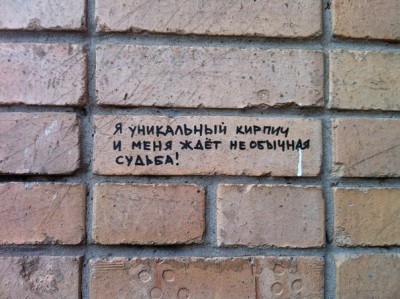 Я УНИКАЛЬНЫЙ КИРПИЧ
И МЕНЯ ЖДЁТ НЕОБЫЧНАЯ
СУДЬБА!